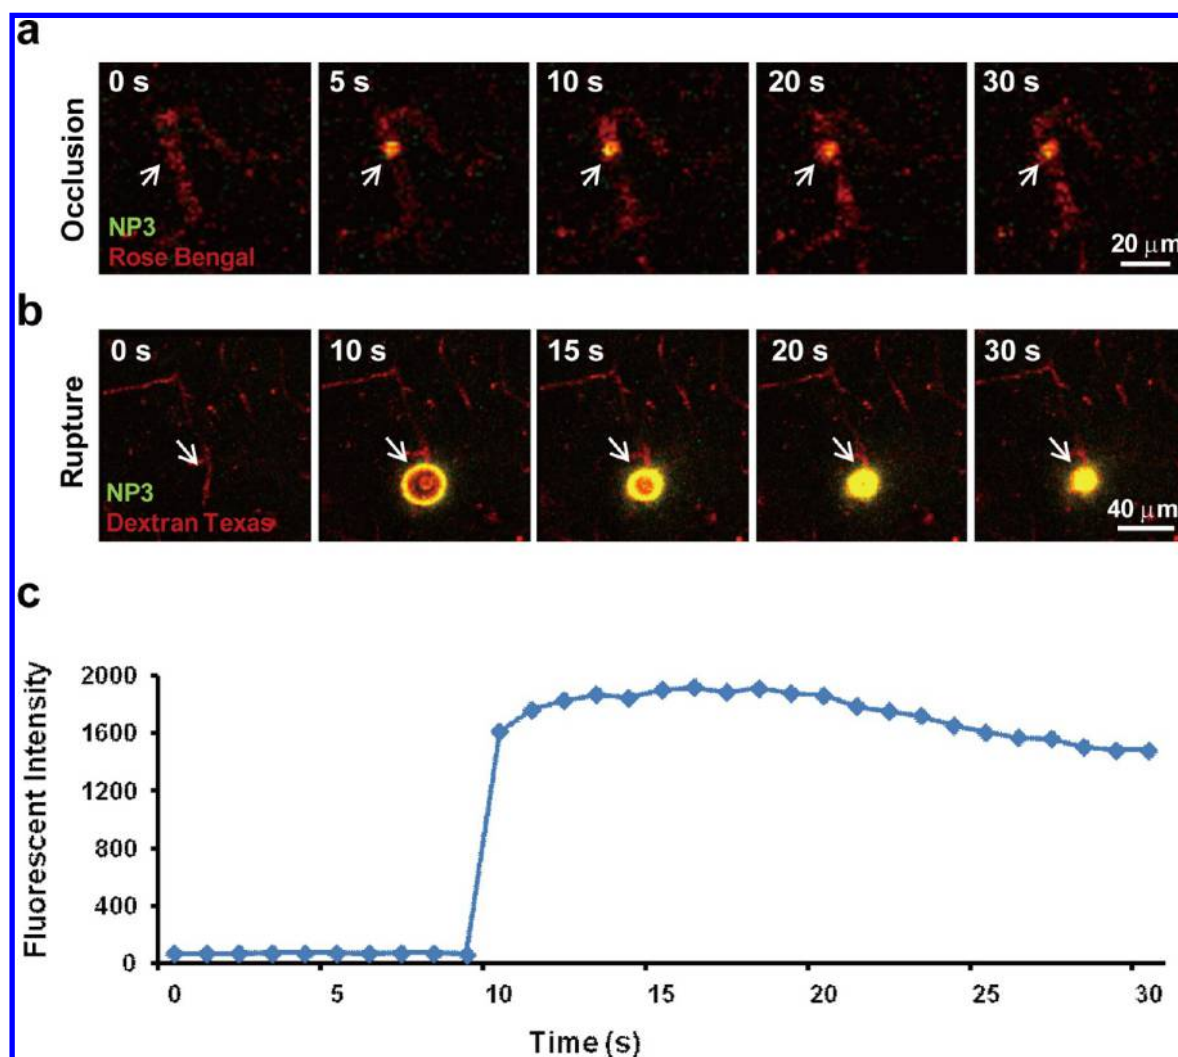 a
Occlusion
0 s 5 s 10 s 20 s 30 s
NP3
Rose Bengal
20 μm
b
Rupture
0 s 10 s 15 s 20 s 30 s
NP3
Dextran Texas
40 μm
c
Fluorescent Intensity
2000
1600
1200
800
400
0
0 5 10 15 20 25 30
Time (s)